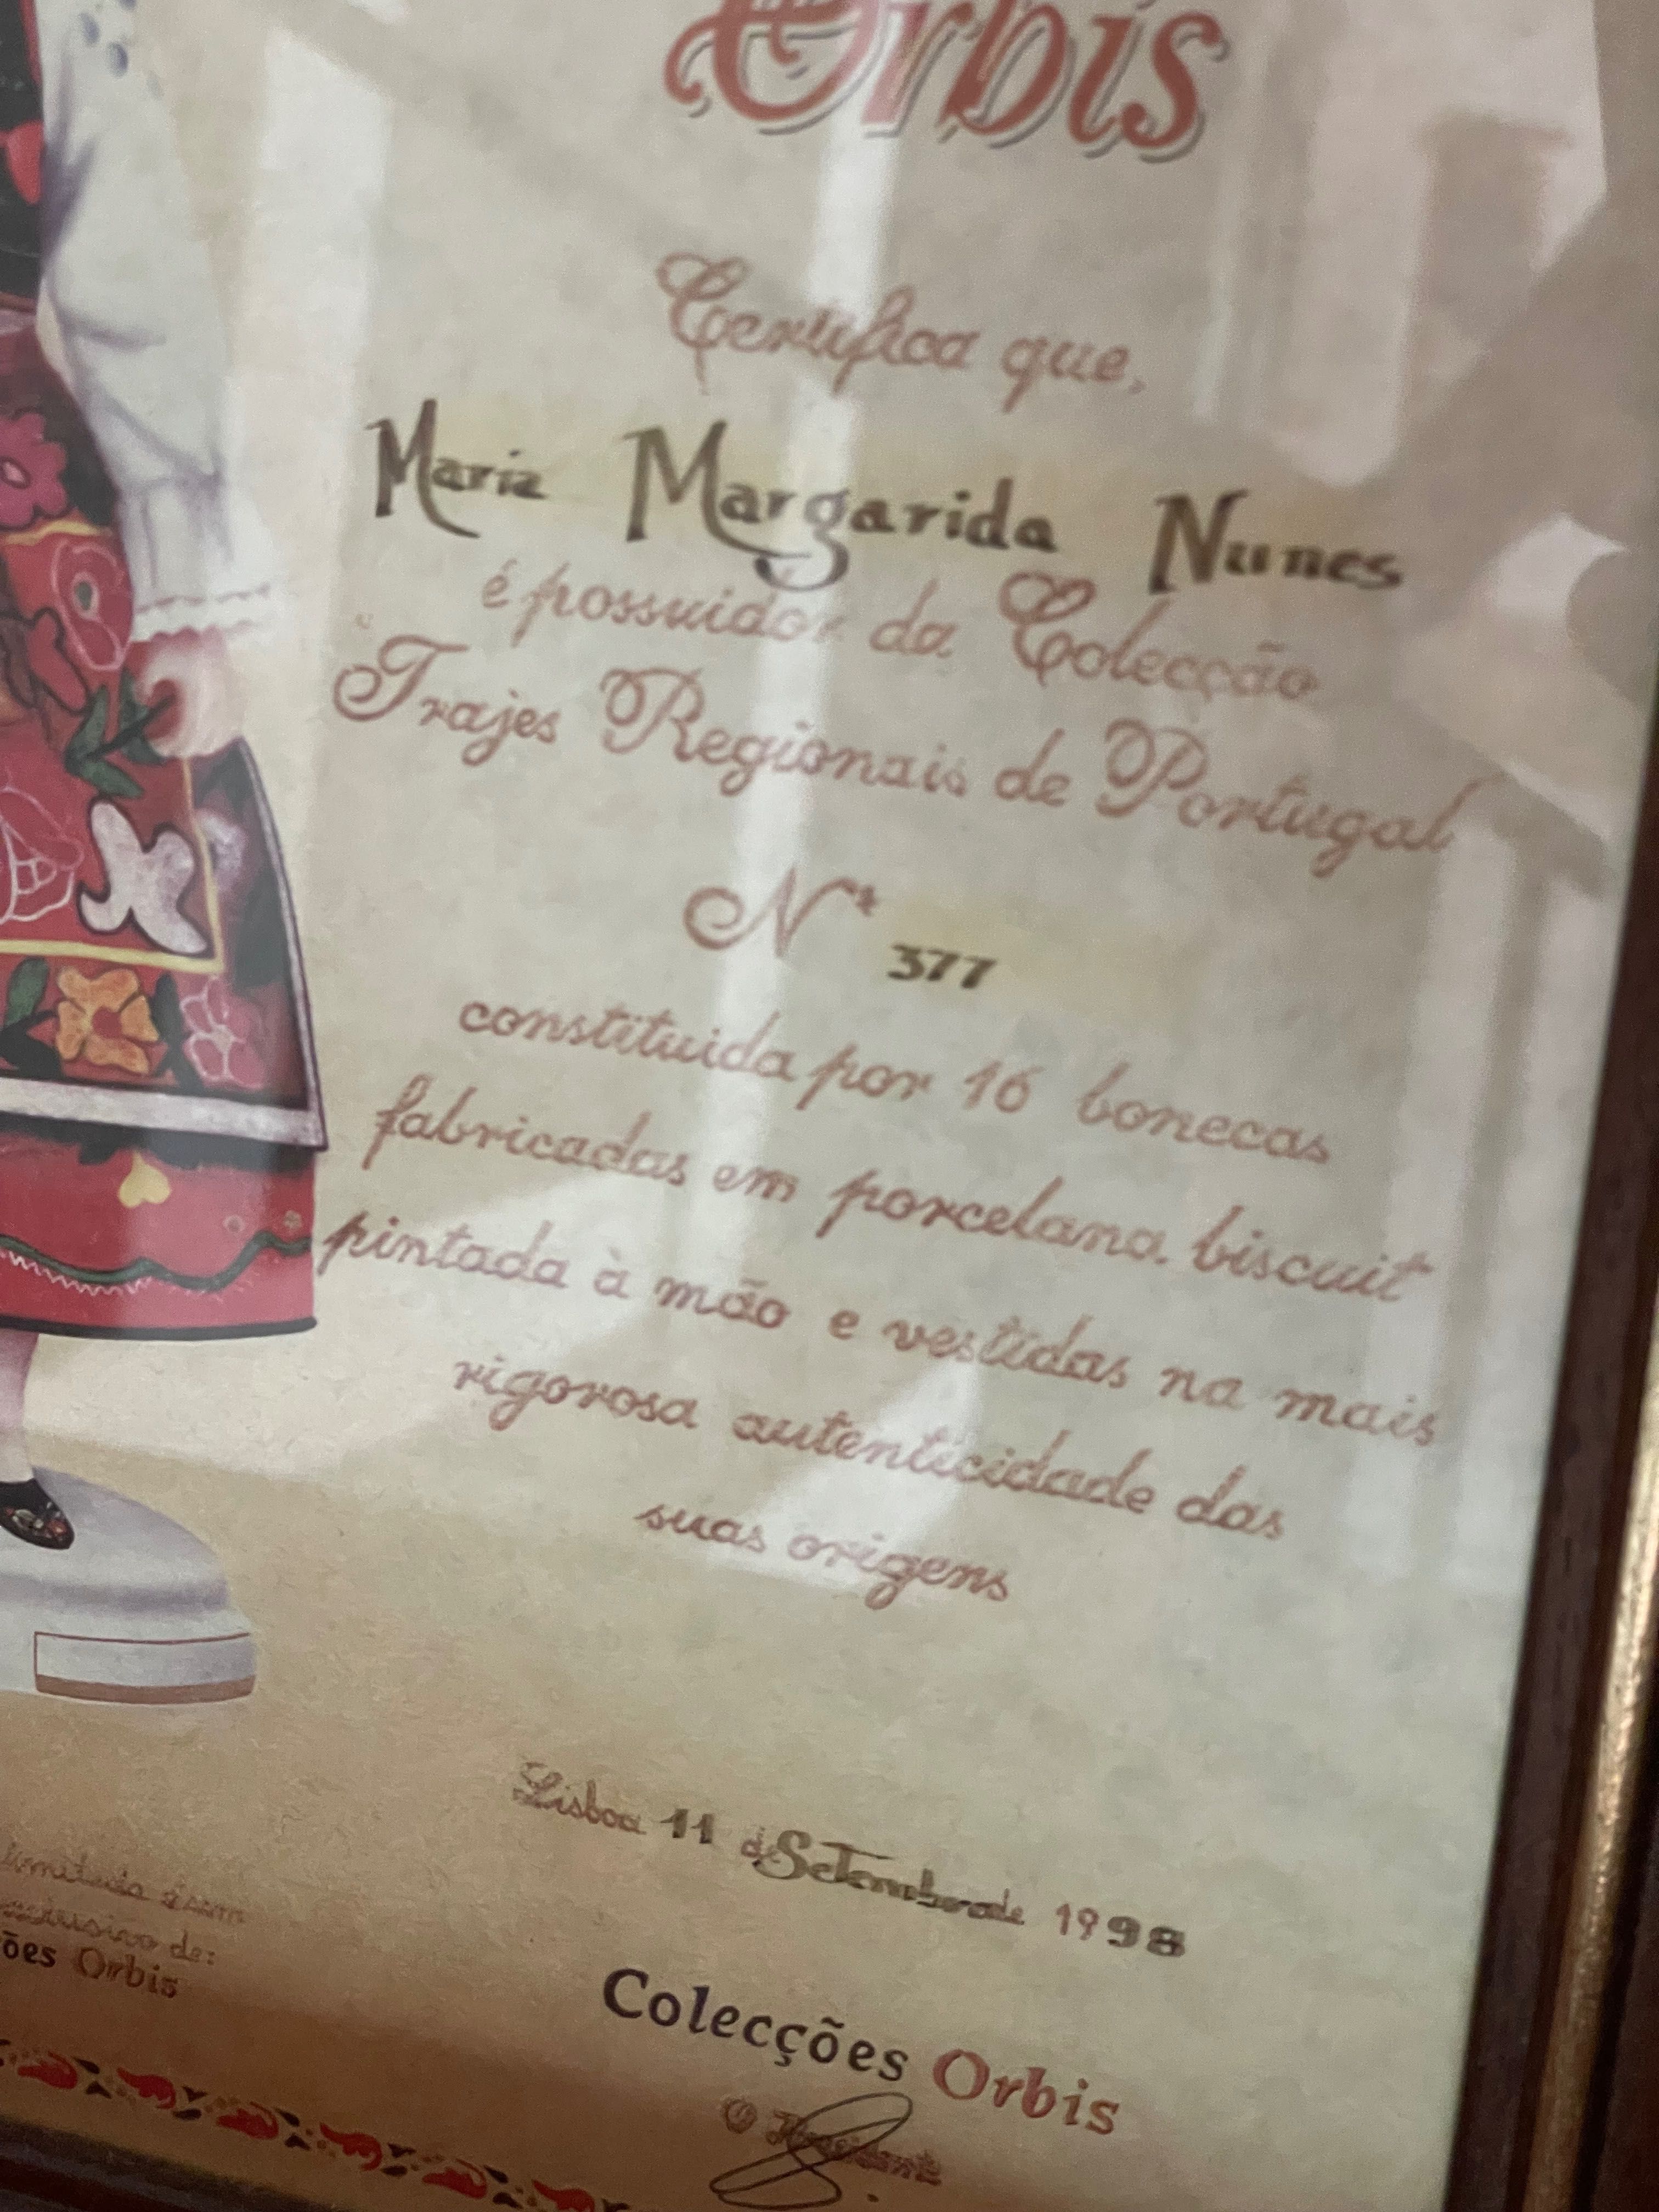 Orbis
Certifica que,
Maria Margarida Nunes
é possuidor da Colecção
Trajes Regionais de Portugal
Nº 377
constituida por 16 bonecas
fabricadas em porcelana biscuit
pintada à mão e vestidas na mais
rigorosa autenticidade das
suas origens
Lisboa 11 de Setembro de 1998
Colecções Orbis
O Presidente
exclusivo de:
ões Orbis